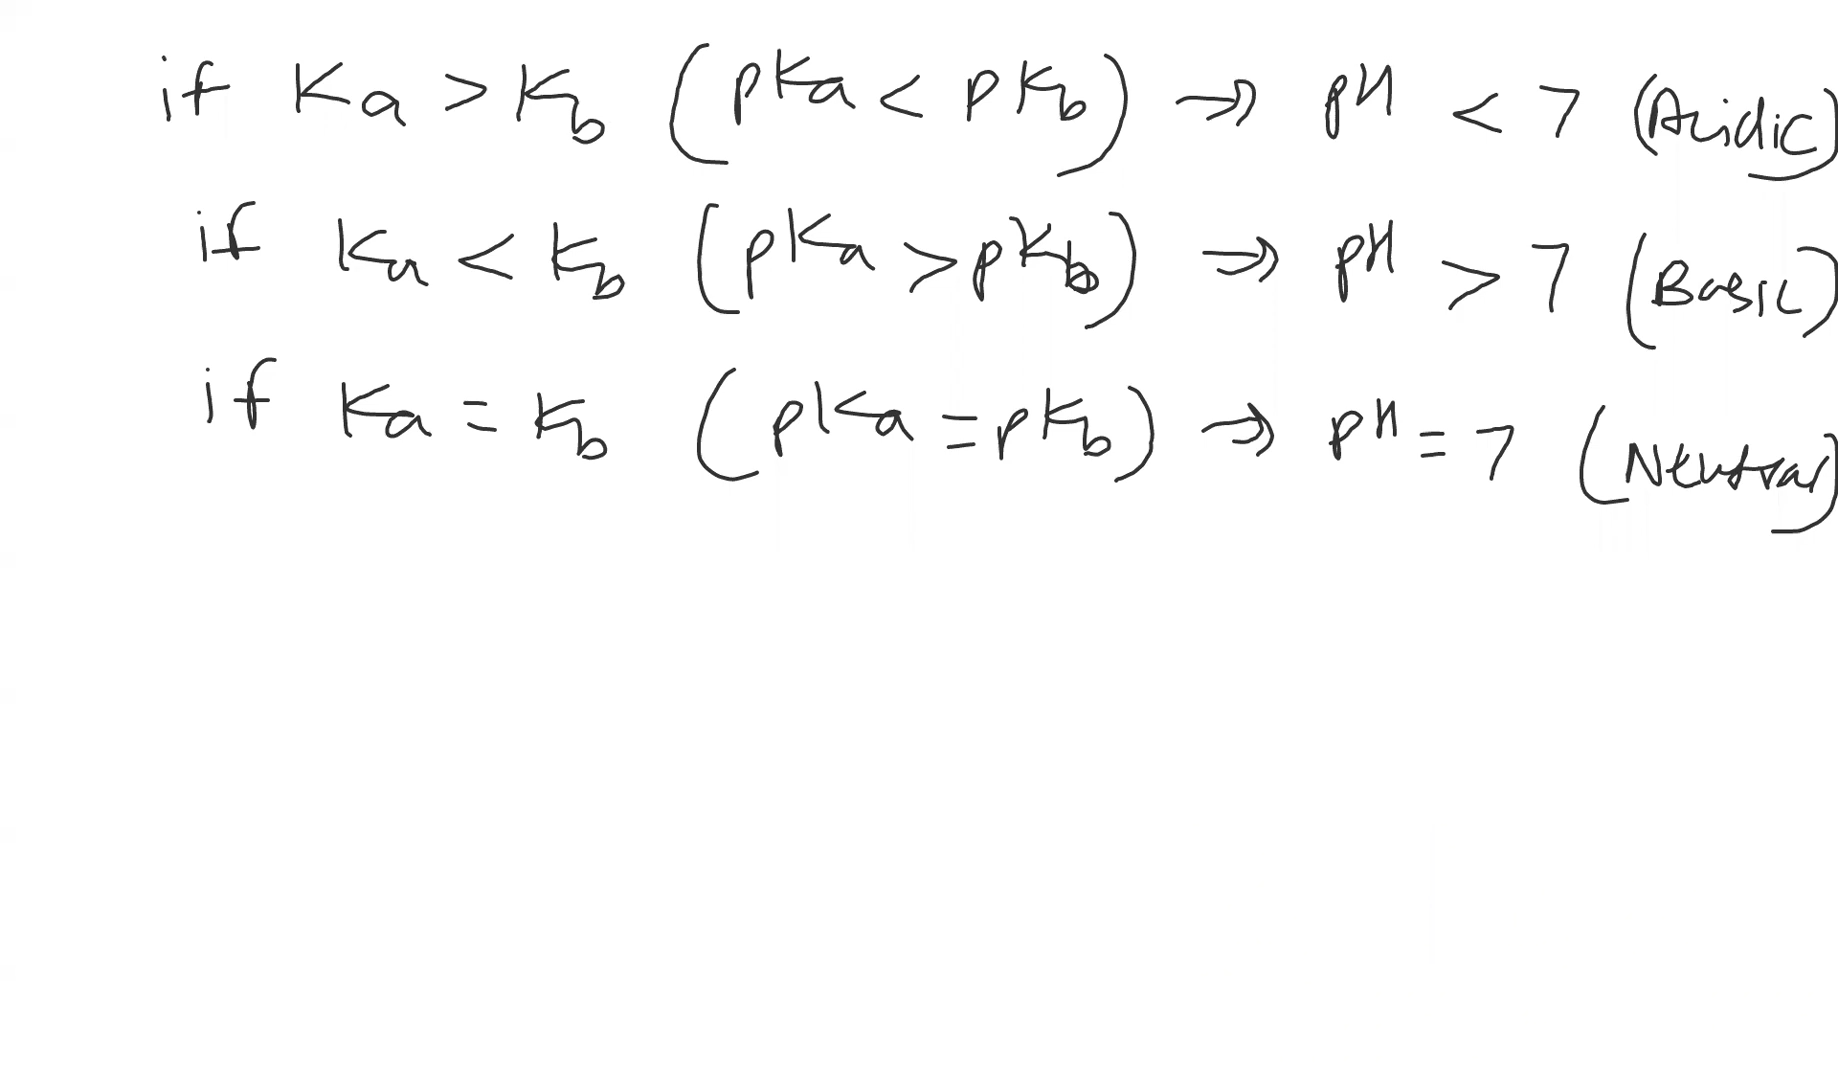 if Ka > Kb (pKa < pKb) → pH < 7 (Acidic)
if Ka < Kb (pKa > pKb) → pH > 7 (Basic)
if Ka = Kb (pKa = pKb) → pH = 7 (Neutral)